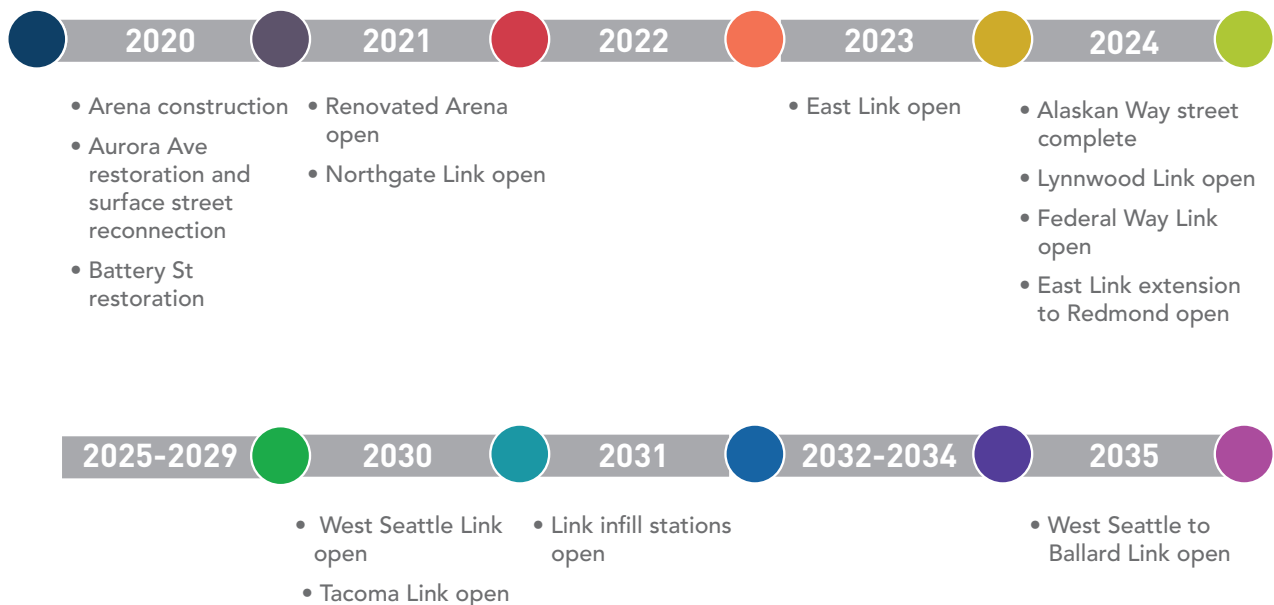 2020
2021
2022
2023
2024
• Arena construction
• Aurora Ave
restoration and
surface street
reconnection
• Battery St
restoration
• Renovated Arena
open
• Northgate Link open
• East Link open
• Alaskan Way street
complete
• Lynnwood Link open
• Federal Way Link
open
• East Link extension
to Redmond open
2025-2029
2030
2031
2032-2034
2035
• West Seattle Link
open
• Tacoma Link open
• Link infill stations
open
• West Seattle to
Ballard Link open